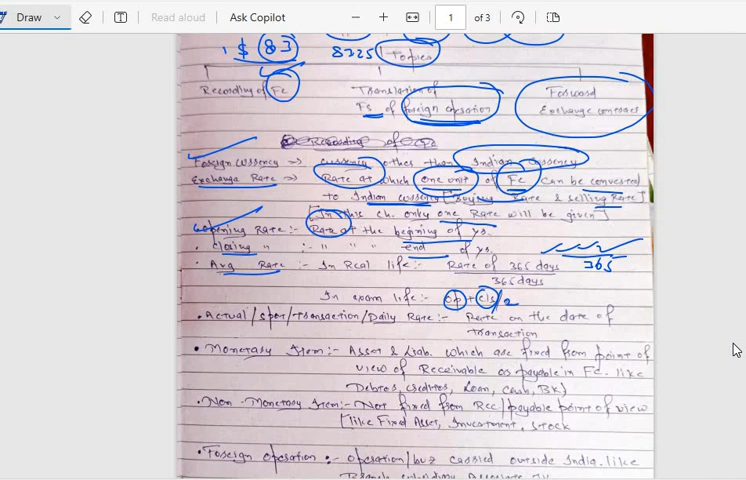 Draw
Read aloud
Ask Copilot
1 of 3
1 $ 83 8325 Topics
Recording of Fc
Translation of
Fs of foreign operation
Forward
Exchange contract
Recording of
Foreign currency ⇒ currency other than Indian currency
Exchange Rate ⇒ Rate at which one unit of Fc can be converted
to Indian currency [Buying Rate & selling Rate]
[In this ch. only one Rate will be given]
Opening Rate:- Rate at the begining of yr.
• closing " :- " " " end of yr.
• Avg Rate:- In Real life:- Rate of 365 days
365 days
365
In exam life:- op + cls/2
• Actual/spot/Transaction/Daily Rate:- Rate on the date of
transaction
• Monetary Item:- Asset & Liab. which are fixed from point of
view of Receivable or payable in Fc. like
Debtors, creditors, Loan, Cash, Bk)
• Non-Monetary Item:- Not fixed from Rec/payable point of view
[like Fixed Asset, Investment, stock
• Foreign operation:- operation/buz carried outside India. like
Branch, subsidiary, Associate